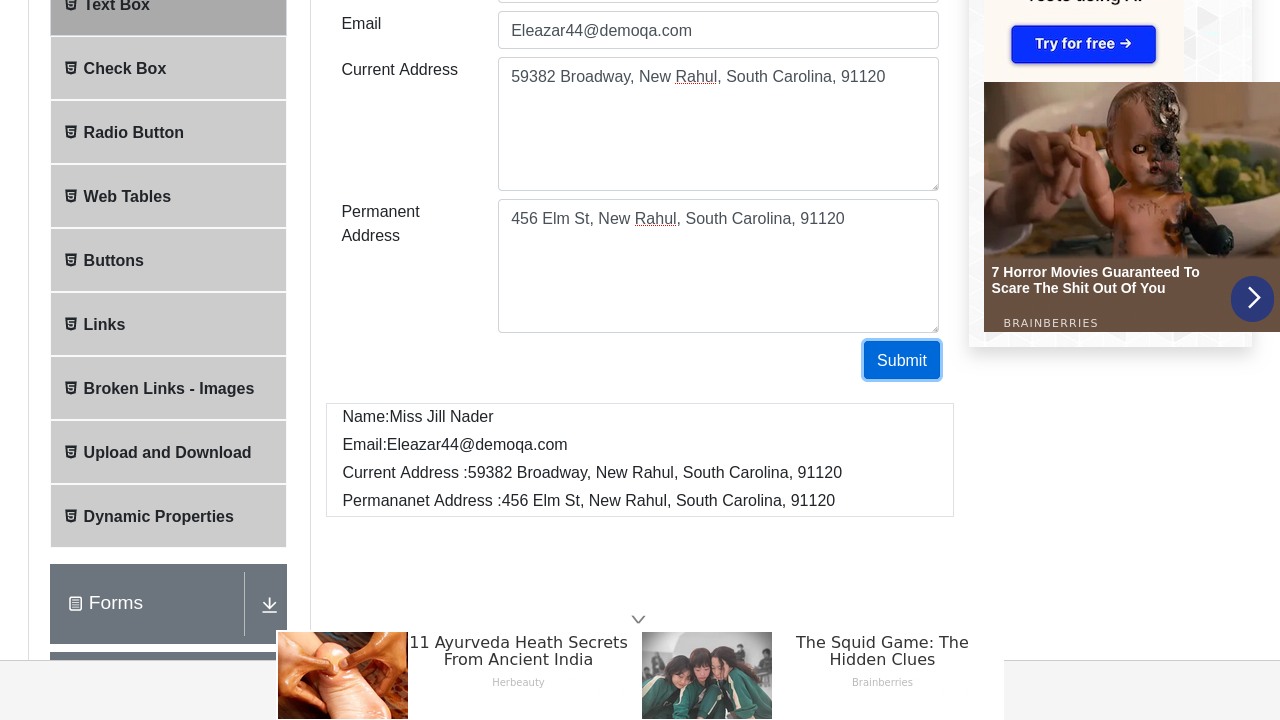 Text Box
Check Box
Radio Button
Web Tables
Buttons
Links
Broken Links - Images
Upload and Download
Dynamic Properties
Forms
Email
Eleazar44@demoqa.com
Current Address
59382 Broadway, New Rahul, South Carolina, 91120
Permanent
Address
456 Elm St, New Rahul, South Carolina, 91120
Submit
Name:Miss Jill Nader
Email:Eleazar44@demoqa.com
Current Address :59382 Broadway, New Rahul, South Carolina, 91120
Permananet Address :456 Elm St, New Rahul, South Carolina, 91120
Try for free →
7 Horror Movies Guaranteed To
Scare The Shit Out Of You
BRAINBERRIES
11 Ayurveda Heath Secrets
From Ancient India
Herbeauty
The Squid Game: The
Hidden Clues
Brainberries